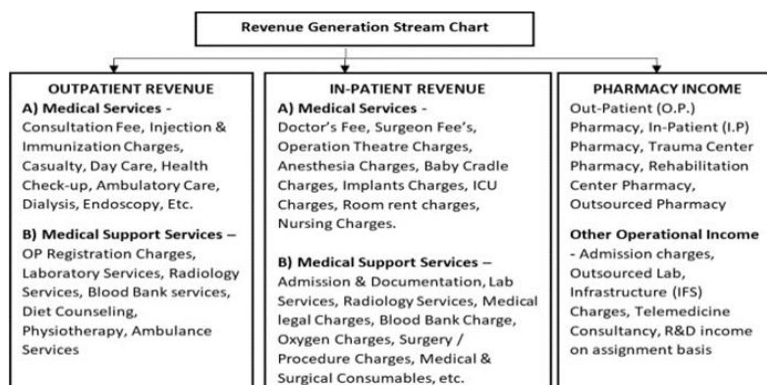 Revenue Generation Stream Chart
OUTPATIENT REVENUE
A) Medical Services -
Consultation Fee, Injection &
Immunization Charges,
Casualty, Day Care, Health
Check-up, Ambulatory Care,
Dialysis, Endoscopy, Etc.
B) Medical Support Services –
OP Registration Charges,
Laboratory Services, Radiology
Services, Blood Bank services,
Diet Counseling,
Physiotherapy, Ambulance
Services
IN-PATIENT REVENUE
A) Medical Services -
Doctor's Fee, Surgeon Fee's,
Operation Theatre Charges,
Anesthesia Charges, Baby Cradle
Charges, Implants Charges, ICU
Charges, Room rent charges,
Nursing Charges.
B) Medical Support Services –
Admission & Documentation, Lab
Services, Radiology Services, Medical
legal Charges, Blood Bank Charge,
Oxygen Charges, Surgery /
Procedure Charges, Medical &
Surgical Consumables, etc.
PHARMACY INCOME
Out-Patient (O.P.)
Pharmacy, In-Patient (I.P)
Pharmacy, Trauma Center
Pharmacy, Rehabilitation
Center Pharmacy,
Outsourced Pharmacy
Other Operational Income
- Admission charges,
Outsourced Lab,
Infrastructure (IFS)
Charges, Telemedicine
Consultancy, R&D income
on assignment basis